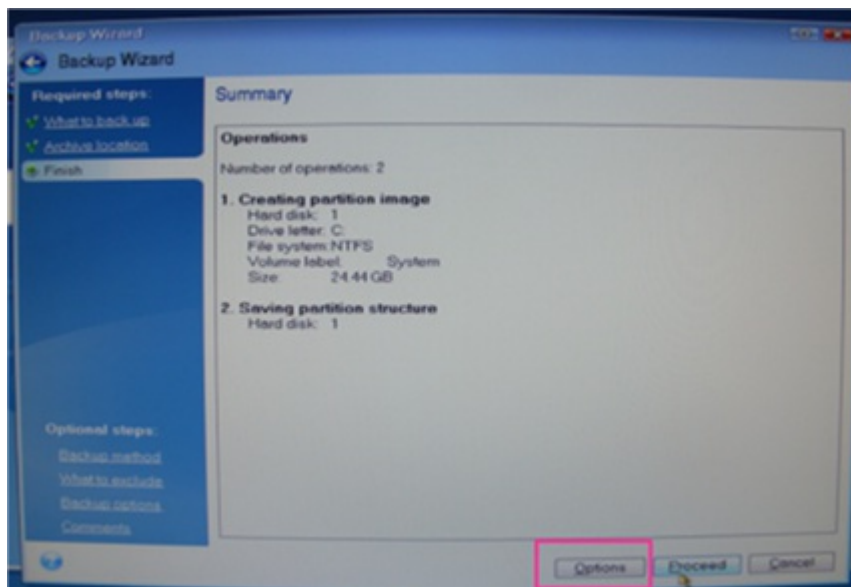 Backup Wizard
Backup Wizard
Required steps:
What to back up
Archive location
Finish
Summary
Operations
Number of operations: 2
1. Creating partition image
Hard disk: 1
Drive letter: C:
File system: NTFS
Volume label: System
Size: 24.44 GB
2. Saving partition structure
Hard disk: 1
Optional steps:
Backup method
What to exclude
Backup options
Comments
Options
Proceed
Cancel